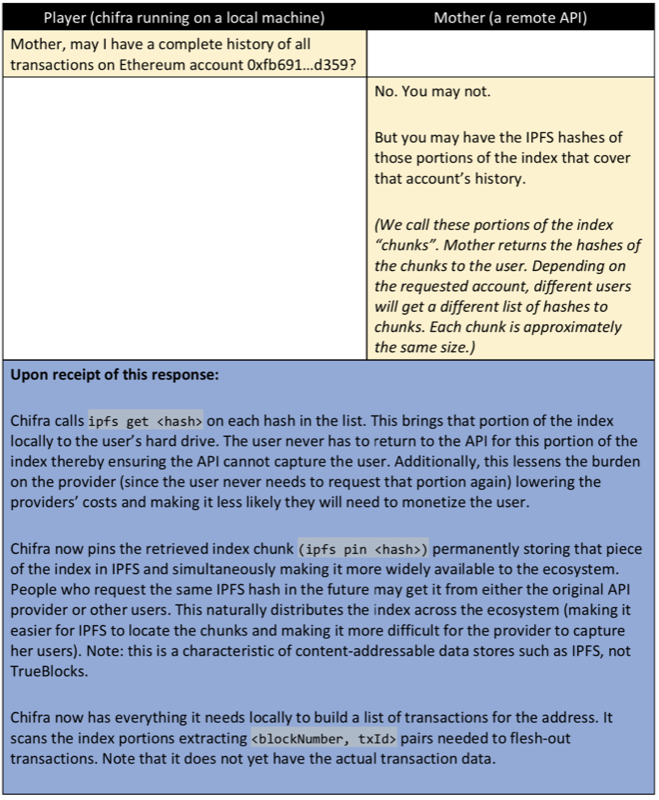 Player (chifra running on a local machine)
Mother (a remote API)
Mother, may I have a complete history of all
transactions on Ethereum account 0xfb691...d359?
No. You may not.
But you may have the IPFS hashes of
those portions of the index that cover
that account's history.
(We call these portions of the index
"chunks". Mother returns the hashes of
the chunks to the user. Depending on
the requested account, different users
will get a different list of hashes to
chunks. Each chunk is approximately
the same size.)
Upon receipt of this response:
Chifra calls ipfs get <hash> on each hash in the list. This brings that portion of the index
locally to the user's hard drive. The user never has to return to the API for this portion of the
index thereby ensuring the API cannot capture the user. Additionally, this lessens the burden
on the provider (since the user never needs to request that portion again) lowering the
providers' costs and making it less likely they will need to monetize the user.
Chifra now pins the retrieved index chunk (ipfs pin <hash>) permanently storing that piece
of the index in IPFS and simultaneously making it more widely available to the ecosystem.
People who request the same IPFS hash in the future may get it from either the original API
provider or other users. This naturally distributes the index across the ecosystem (making it
easier for IPFS to locate the chunks and making it more difficult for the provider to capture
her users). Note: this is a characteristic of content-addressable data stores such as IPFS, not
TrueBlocks.
Chifra now has everything it needs locally to build a list of transactions for the address. It
scans the index portions extracting <blockNumber, txId> pairs needed to flesh-out
transactions. Note that it does not yet have the actual transaction data.